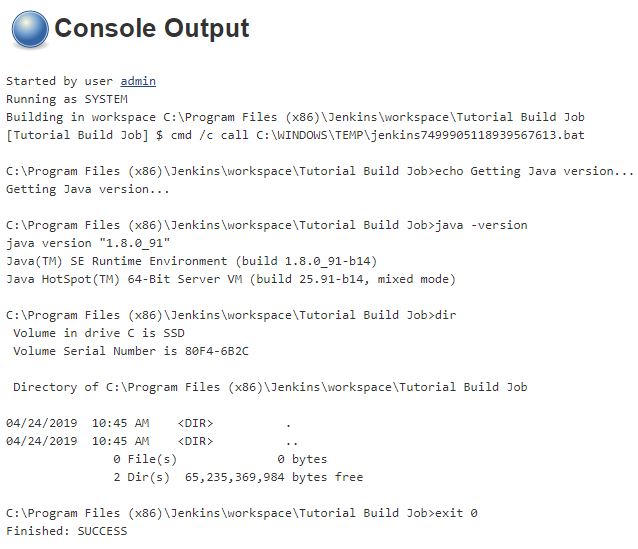 Console Output
Started by user admin
Running as SYSTEM
Building in workspace C:\Program Files (x86)\Jenkins\workspace\Tutorial Build Job
[Tutorial Build Job] $ cmd /c call C:\WINDOWS\TEMP\jenkins7499905118939567613.bat
C:\Program Files (x86)\Jenkins\workspace\Tutorial Build Job>echo Getting Java version...
Getting Java version...
C:\Program Files (x86)\Jenkins\workspace\Tutorial Build Job>java -version
java version "1.8.0_91"
Java(TM) SE Runtime Environment (build 1.8.0_91-b14)
Java HotSpot(TM) 64-Bit Server VM (build 25.91-b14, mixed mode)
C:\Program Files (x86)\Jenkins\workspace\Tutorial Build Job>dir
Volume in drive C is SSD
Volume Serial Number is 80F4-6B2C
Directory of C:\Program Files (x86)\Jenkins\workspace\Tutorial Build Job
04/24/2019  10:45 AM    <DIR>          .
04/24/2019  10:45 AM    <DIR>          ..
0 File(s)              0 bytes
2 Dir(s)  65,235,369,984 bytes free
C:\Program Files (x86)\Jenkins\workspace\Tutorial Build Job>exit 0
Finished: SUCCESS